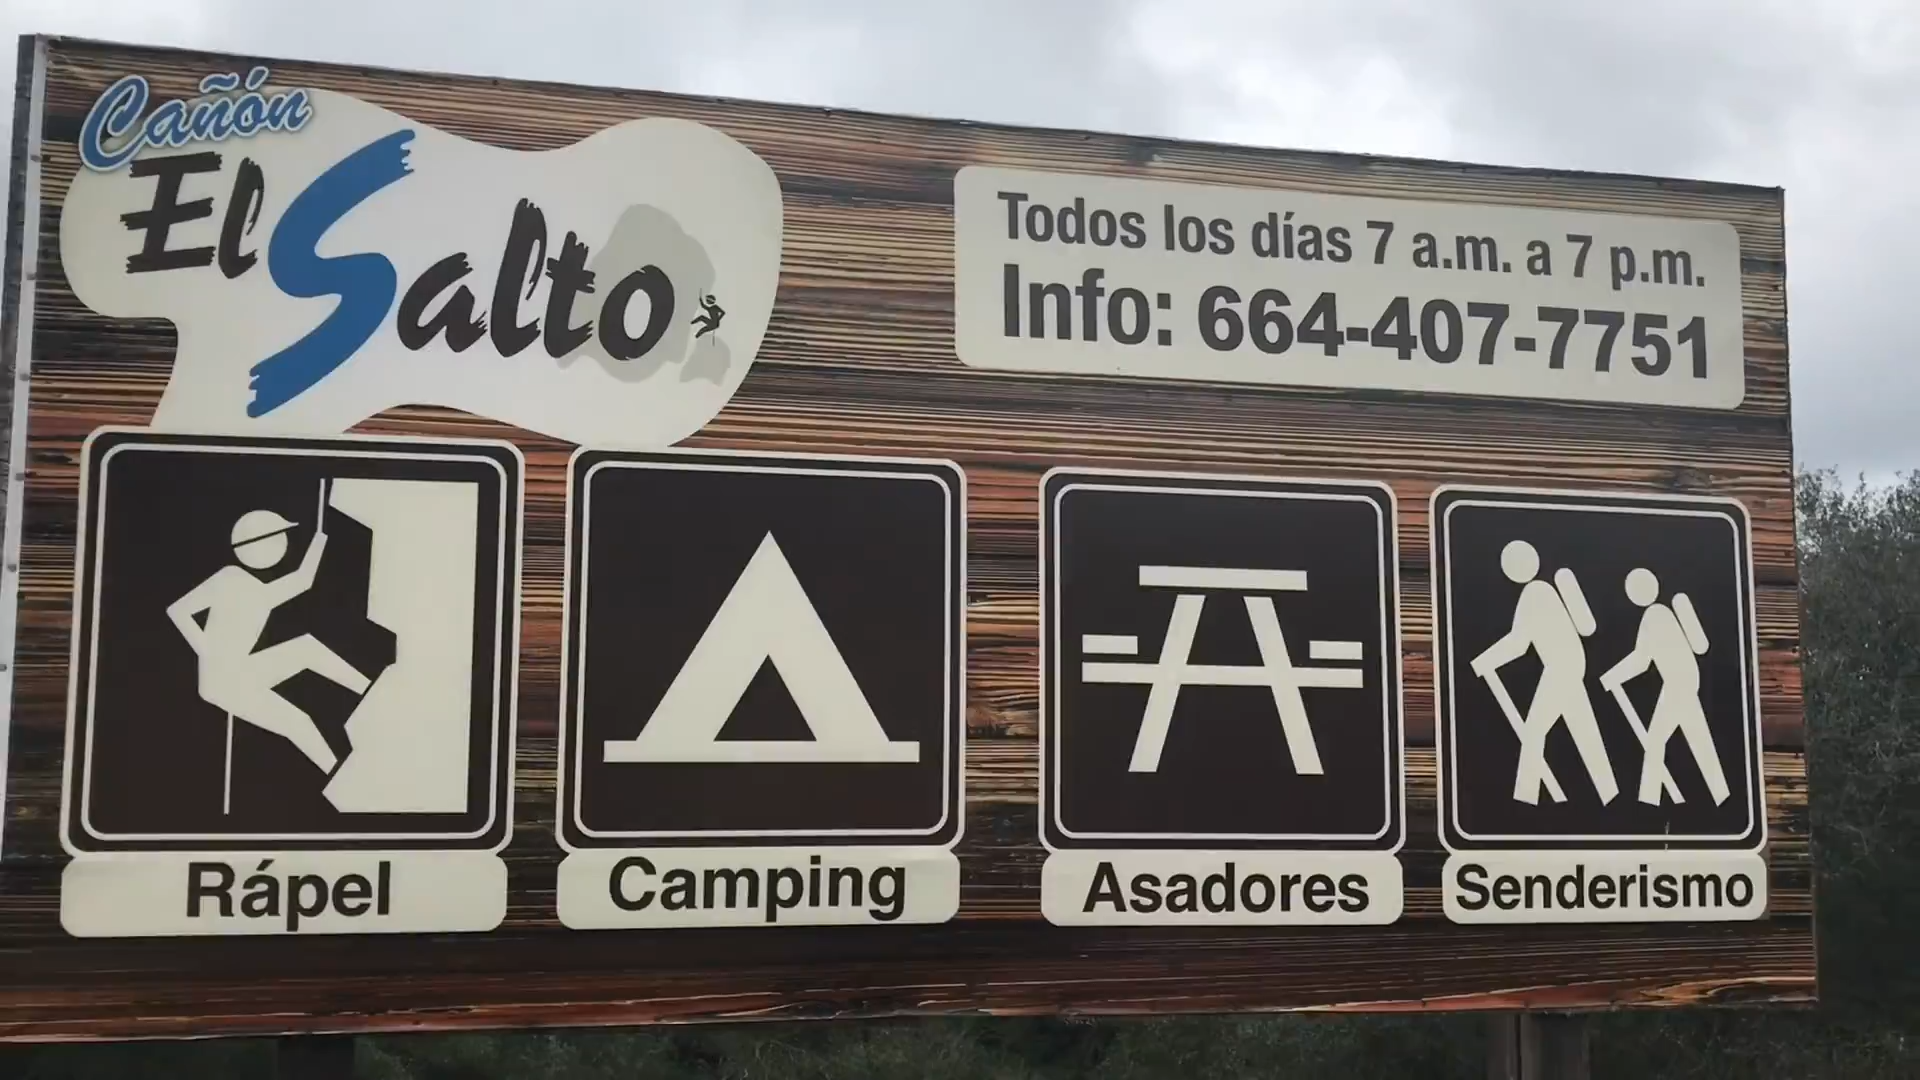 Cañón
El Salto
Todos los días 7 a.m. a 7 p.m.
Info: 664-407-7751
Rápel
Camping
Asadores
Senderismo